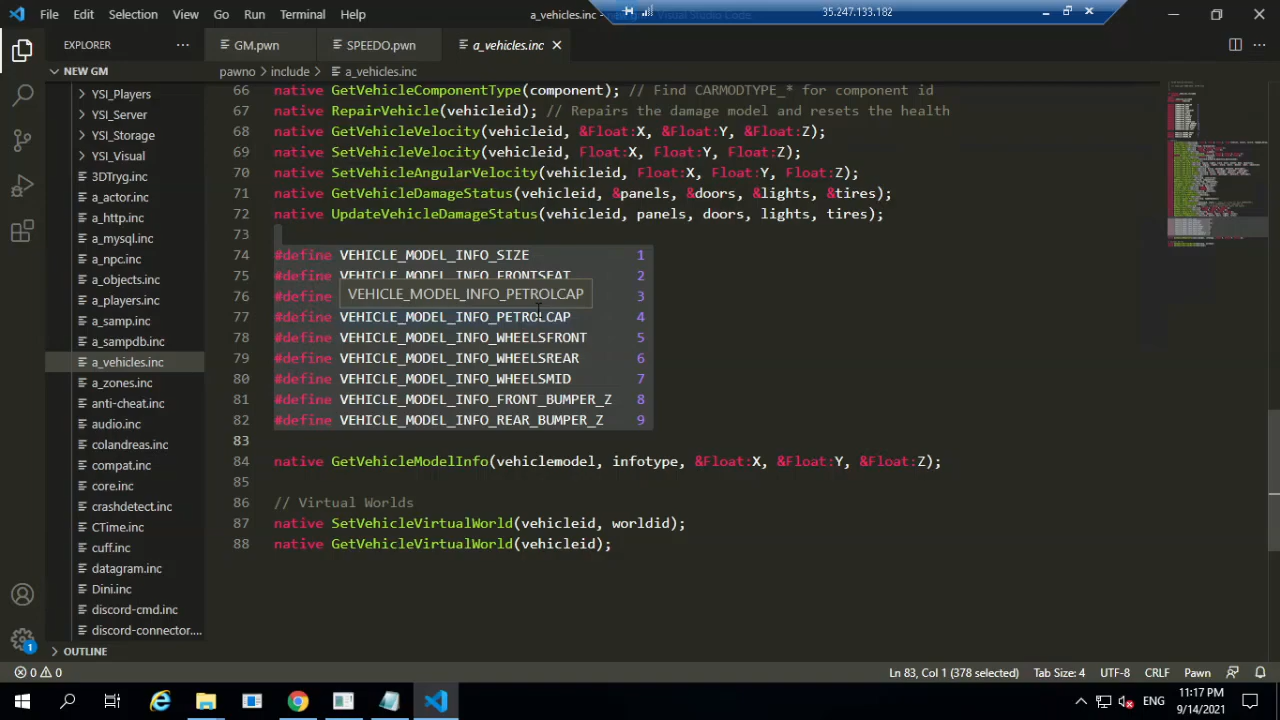 File Edit Selection View Go Run Terminal Help
a_vehicles.inc - New GM - Visual Studio Code
35.247.133.182
EXPLORER
GM.pwn
SPEEDO.pwn
a_vehicles.inc
NEW GM
pawno > include > a_vehicles.inc
YSI_Players
YSI_Server
YSI_Storage
YSI_Visual
3DTryg.inc
a_actor.inc
a_http.inc
a_mysql.inc
a_npc.inc
a_objects.inc
a_players.inc
a_samp.inc
a_sampdb.inc
a_vehicles.inc
a_zones.inc
anti-cheat.inc
audio.inc
colandreas.inc
compat.inc
core.inc
crashdetect.inc
CTime.inc
cuff.inc
datagram.inc
Dini.inc
discord-cmd.inc
discord-connector....
OUTLINE
66 native GetVehicleComponentType(component); // Find CARMODTYPE_* for component id
67 native RepairVehicle(vehicleid); // Repairs the damage model and resets the health
68 native GetVehicleVelocity(vehicleid, &Float:X, &Float:Y, &Float:Z);
69 native SetVehicleVelocity(vehicleid, Float:X, Float:Y, Float:Z);
70 native SetVehicleAngularVelocity(vehicleid, Float:X, Float:Y, Float:Z);
71 native GetVehicleDamageStatus(vehicleid, &panels, &doors, &lights, &tires);
72 native UpdateVehicleDamageStatus(vehicleid, panels, doors, lights, tires);
73
74 #define VEHICLE_MODEL_INFO_SIZE 1
75 #define VEHICLE_MODEL_INFO_FRONTSEAT 2
76 #define 3
VEHICLE_MODEL_INFO_PETROLCAP
77 #define VEHICLE_MODEL_INFO_PETROLCAP 4
78 #define VEHICLE_MODEL_INFO_WHEELSFRONT 5
79 #define VEHICLE_MODEL_INFO_WHEELSREAR 6
80 #define VEHICLE_MODEL_INFO_WHEELSMID 7
81 #define VEHICLE_MODEL_INFO_FRONT_BUMPER_Z 8
82 #define VEHICLE_MODEL_INFO_REAR_BUMPER_Z 9
83
84 native GetVehicleModelInfo(vehiclemodel, infotype, &Float:X, &Float:Y, &Float:Z);
85
86 // Virtual Worlds
87 native SetVehicleVirtualWorld(vehicleid, worldid);
88 native GetVehicleVirtualWorld(vehicleid);
1
0 0
Ln 83, Col 1 (378 selected) Tab Size: 4 UTF-8 CRLF Pawn
ENG
11:17 PM
9/14/2021